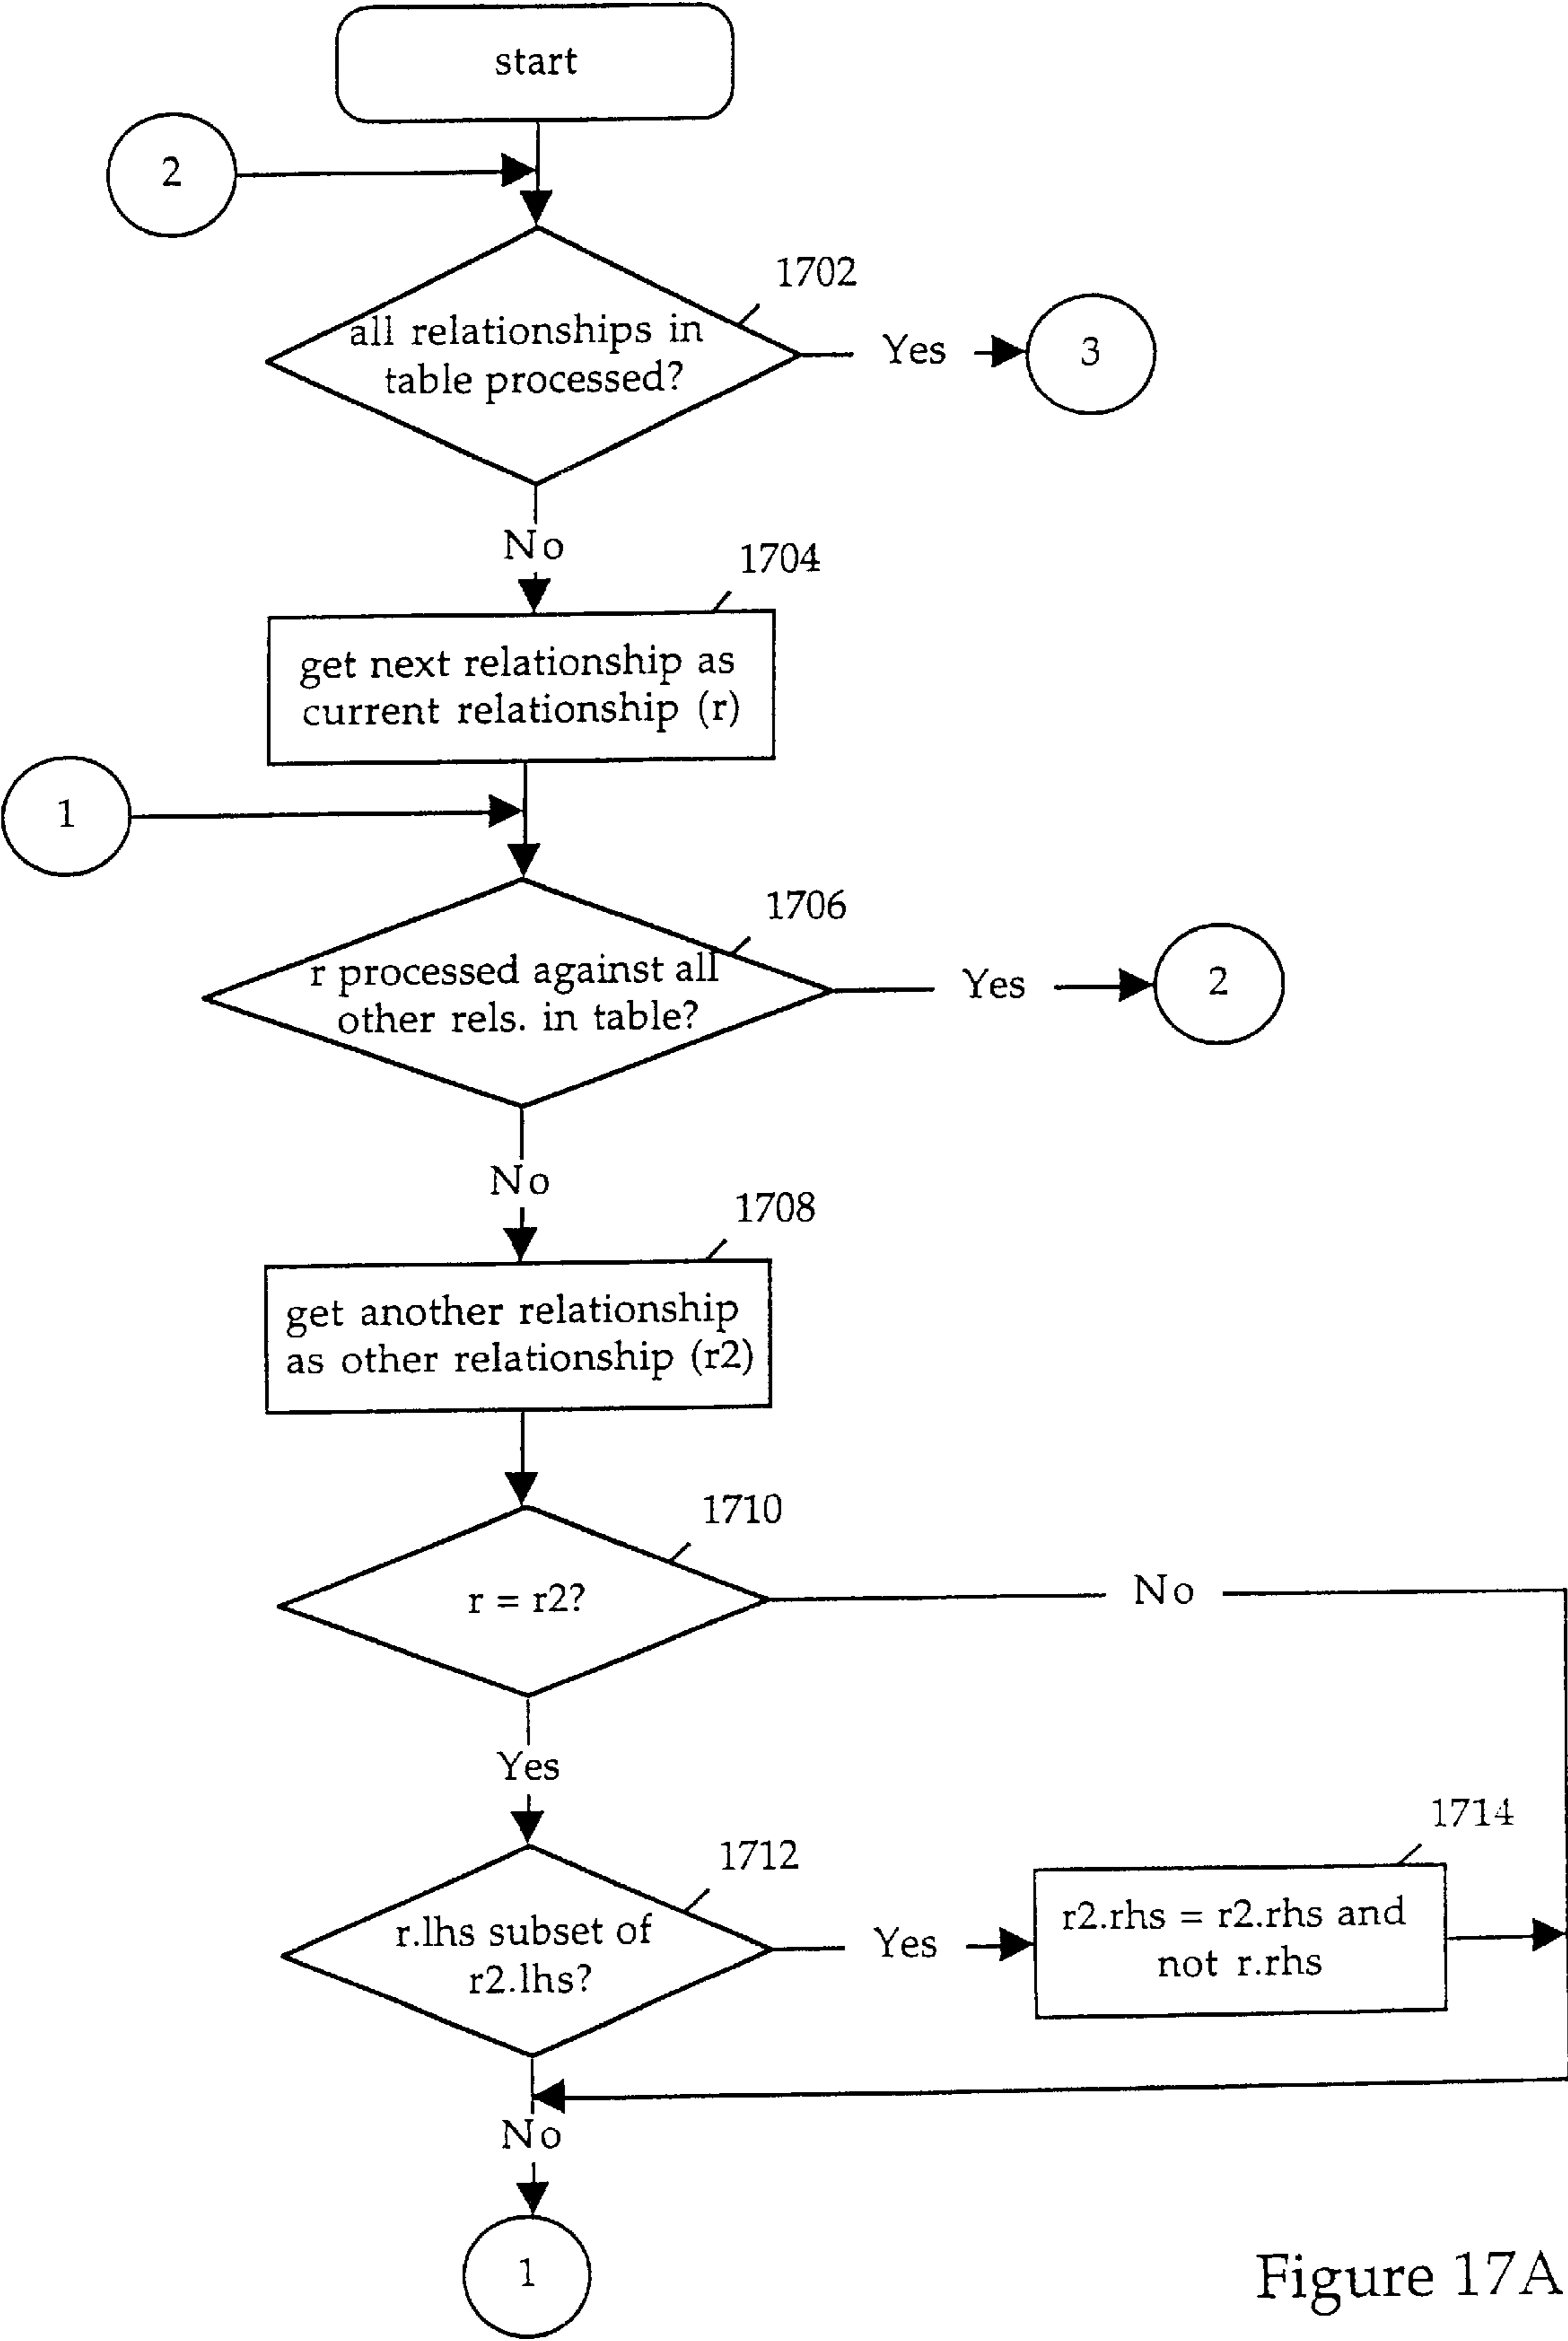 start
2
1702
all relationships in
table processed?
Yes
3
No
1704
get next relationship as
current relationship (r)
1
1706
r processed against all
other rels. in table?
Yes
2
No
1708
get another relationship
as other relationship (r2)
1710
r = r2?
No
Yes
1712
1714
r.lhs subset of
r2.lhs?
Yes
r2.rhs = r2.rhs and
not r.rhs
No
1
Figure 17A